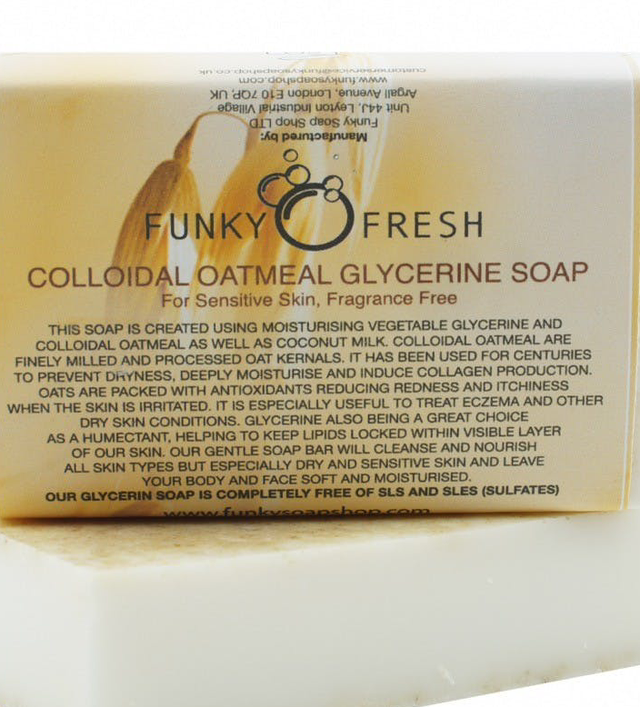 customerservice@funkysoapshop.co.uk
www.funkysoapshop.com
Argall Avenue, London E10 7QP, UK
Unit 44J, Leyton Industrial Village
Funky Soap Shop LTD
Manufactured by:
FUNKY FRESH
COLLOIDAL OATMEAL GLYCERINE SOAP
For Sensitive Skin, Fragrance Free
THIS SOAP IS CREATED USING MOISTURISING VEGETABLE GLYCERINE AND
COLLOIDAL OATMEAL AS WELL AS COCONUT MILK. COLLOIDAL OATMEAL ARE
FINELY MILLED AND PROCESSED OAT KERNALS. IT HAS BEEN USED FOR CENTURIES
TO PREVENT DRYNESS, DEEPLY MOISTURISE AND INDUCE COLLAGEN PRODUCTION.
OATS ARE PACKED WITH ANTIOXIDANTS REDUCING REDNESS AND ITCHINESS
WHEN THE SKIN IS IRRITATED. IT IS ESPECIALLY USEFUL TO TREAT ECZEMA AND OTHER
DRY SKIN CONDITIONS. GLYCERINE ALSO BEING A GREAT CHOICE
AS A HUMECTANT, HELPING TO KEEP LIPIDS LOCKED WITHIN VISIBLE LAYER
OF OUR SKIN. OUR GENTLE SOAP BAR WILL CLEANSE AND NOURISH
ALL SKIN TYPES BUT ESPECIALLY DRY AND SENSITIVE SKIN AND LEAVE
YOUR BODY AND FACE SOFT AND MOISTURISED.
OUR GLYCERIN SOAP IS COMPLETELY FREE OF SLS AND SLES (SULFATES)
www.funkysoapshop.com